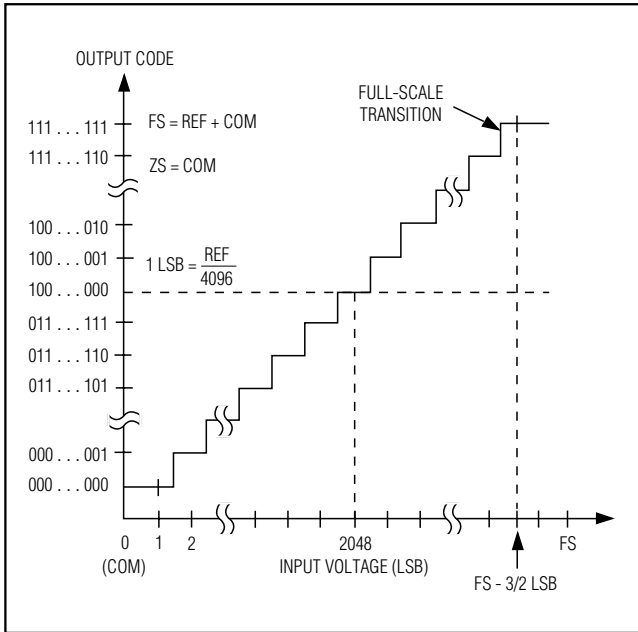 OUTPUT CODE
FULL-SCALE
TRANSITION
111 . . . 111
FS = REF + COM
111 . . . 110
ZS = COM
100 . . . 010
100 . . . 001
1 LSB = REF
4096
100 . . . 000
011 . . . 111
011 . . . 110
011 . . . 101
000 . . . 001
000 . . . 000
0 1 2 2048 FS
(COM) INPUT VOLTAGE (LSB)
FS - 3/2 LSB